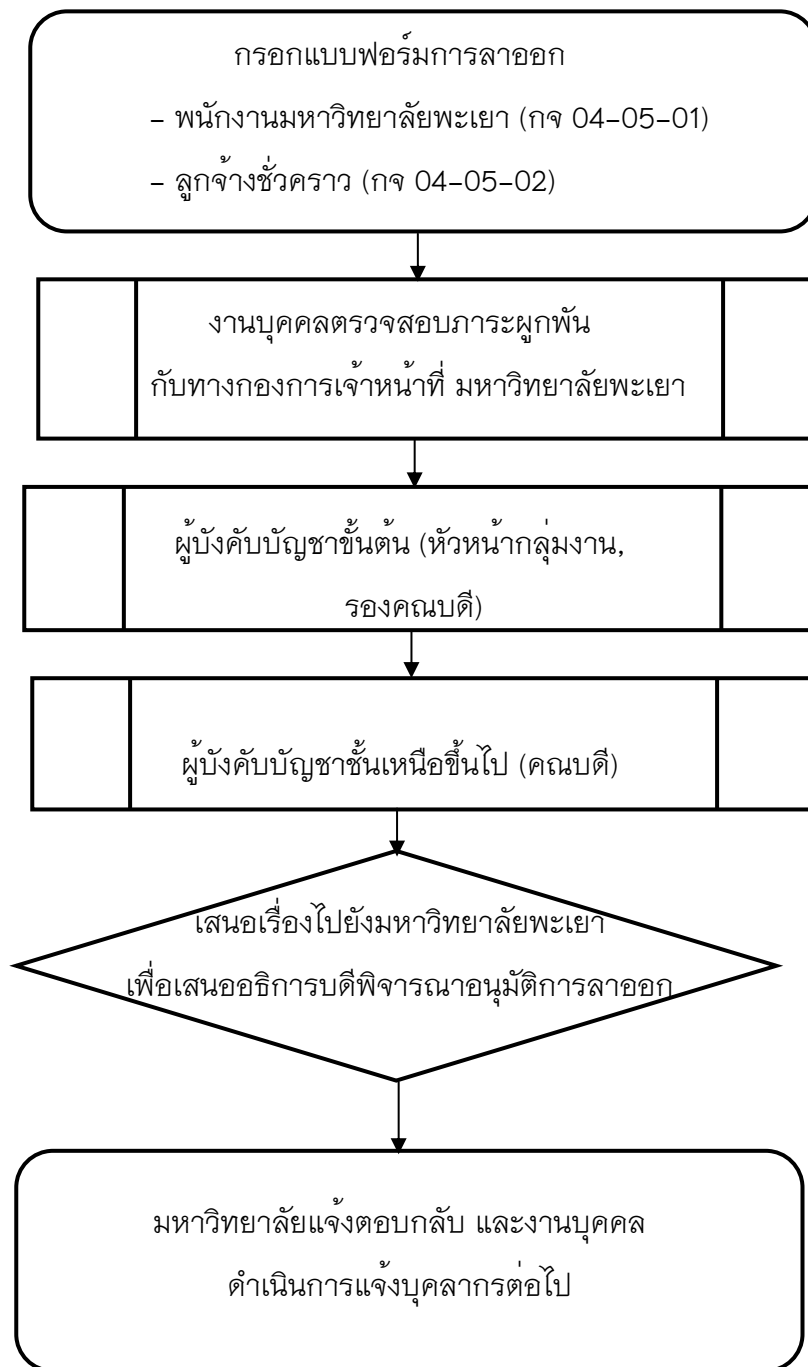 กรอกแบบฟอร์มการลาออก
- พนักงานมหาวิทยาลัยพะเยา (กจ 04-05-01)
- ลูกจ้างชั่วคราว (กจ 04-05-02)
งานบุคคลตรวจสอบภาระผูกพัน
กับทางกองการเจ้าหน้าที่ มหาวิทยาลัยพะเยา
ผู้บังคับบัญชาขั้นต้น (หัวหน้ากลุ่มงาน,
รองคณบดี)
ผู้บังคับบัญชาชั้นเหนือขึ้นไป (คณบดี)
เสนอเรื่องไปยังมหาวิทยาลัยพะเยา
เพื่อเสนออธิการบดีพิจารณาอนุมัติการลาออก
มหาวิทยาลัยแจ้งตอบกลับ และงานบุคคล
ดำเนินการแจ้งบุคลากรต่อไป